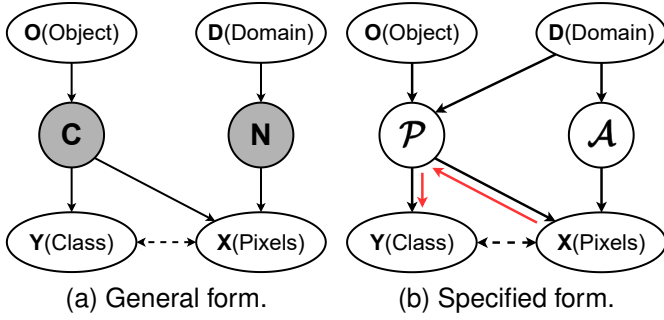 O(Object) D(Domain) O(Object) D(Domain)
C N 𝒫 𝒜
Y(Class) X(Pixels) Y(Class) X(Pixels)
(a) General form. (b) Specified form.